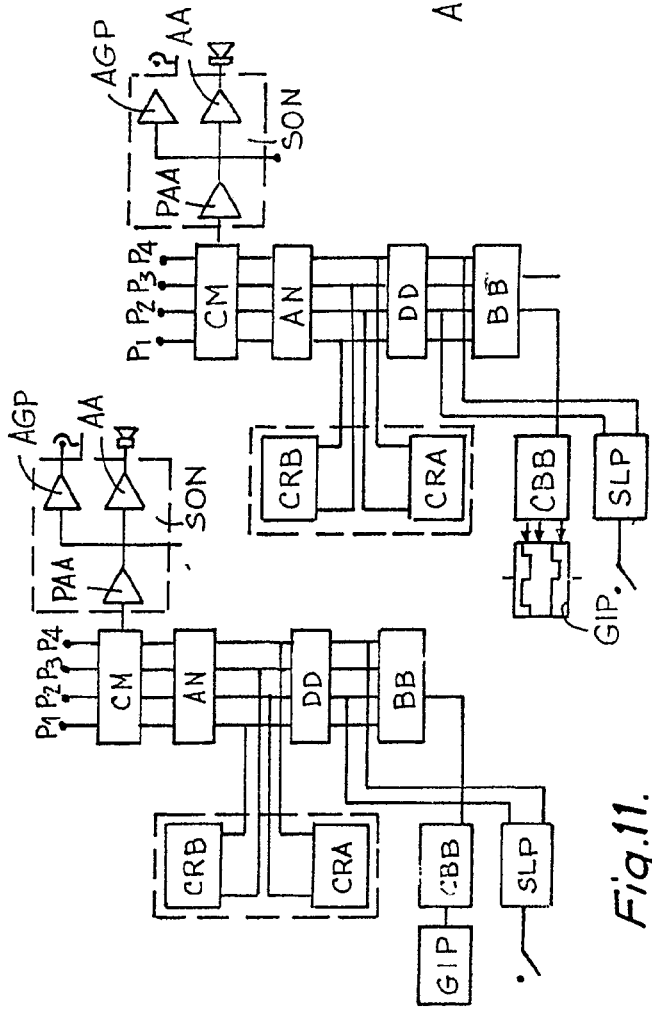 AGP
AA
PAA
SON
P1 P2 P3 P4
CM
AN
DD
BB
CRB
CRA
GIP
CBB
SLP
AGP
AA
PAA
SON
P1 P2 P3 P4
CM
AN
DD
BB
CRB
CRA
CBB
SLP
GIP.
A
Fig.11.